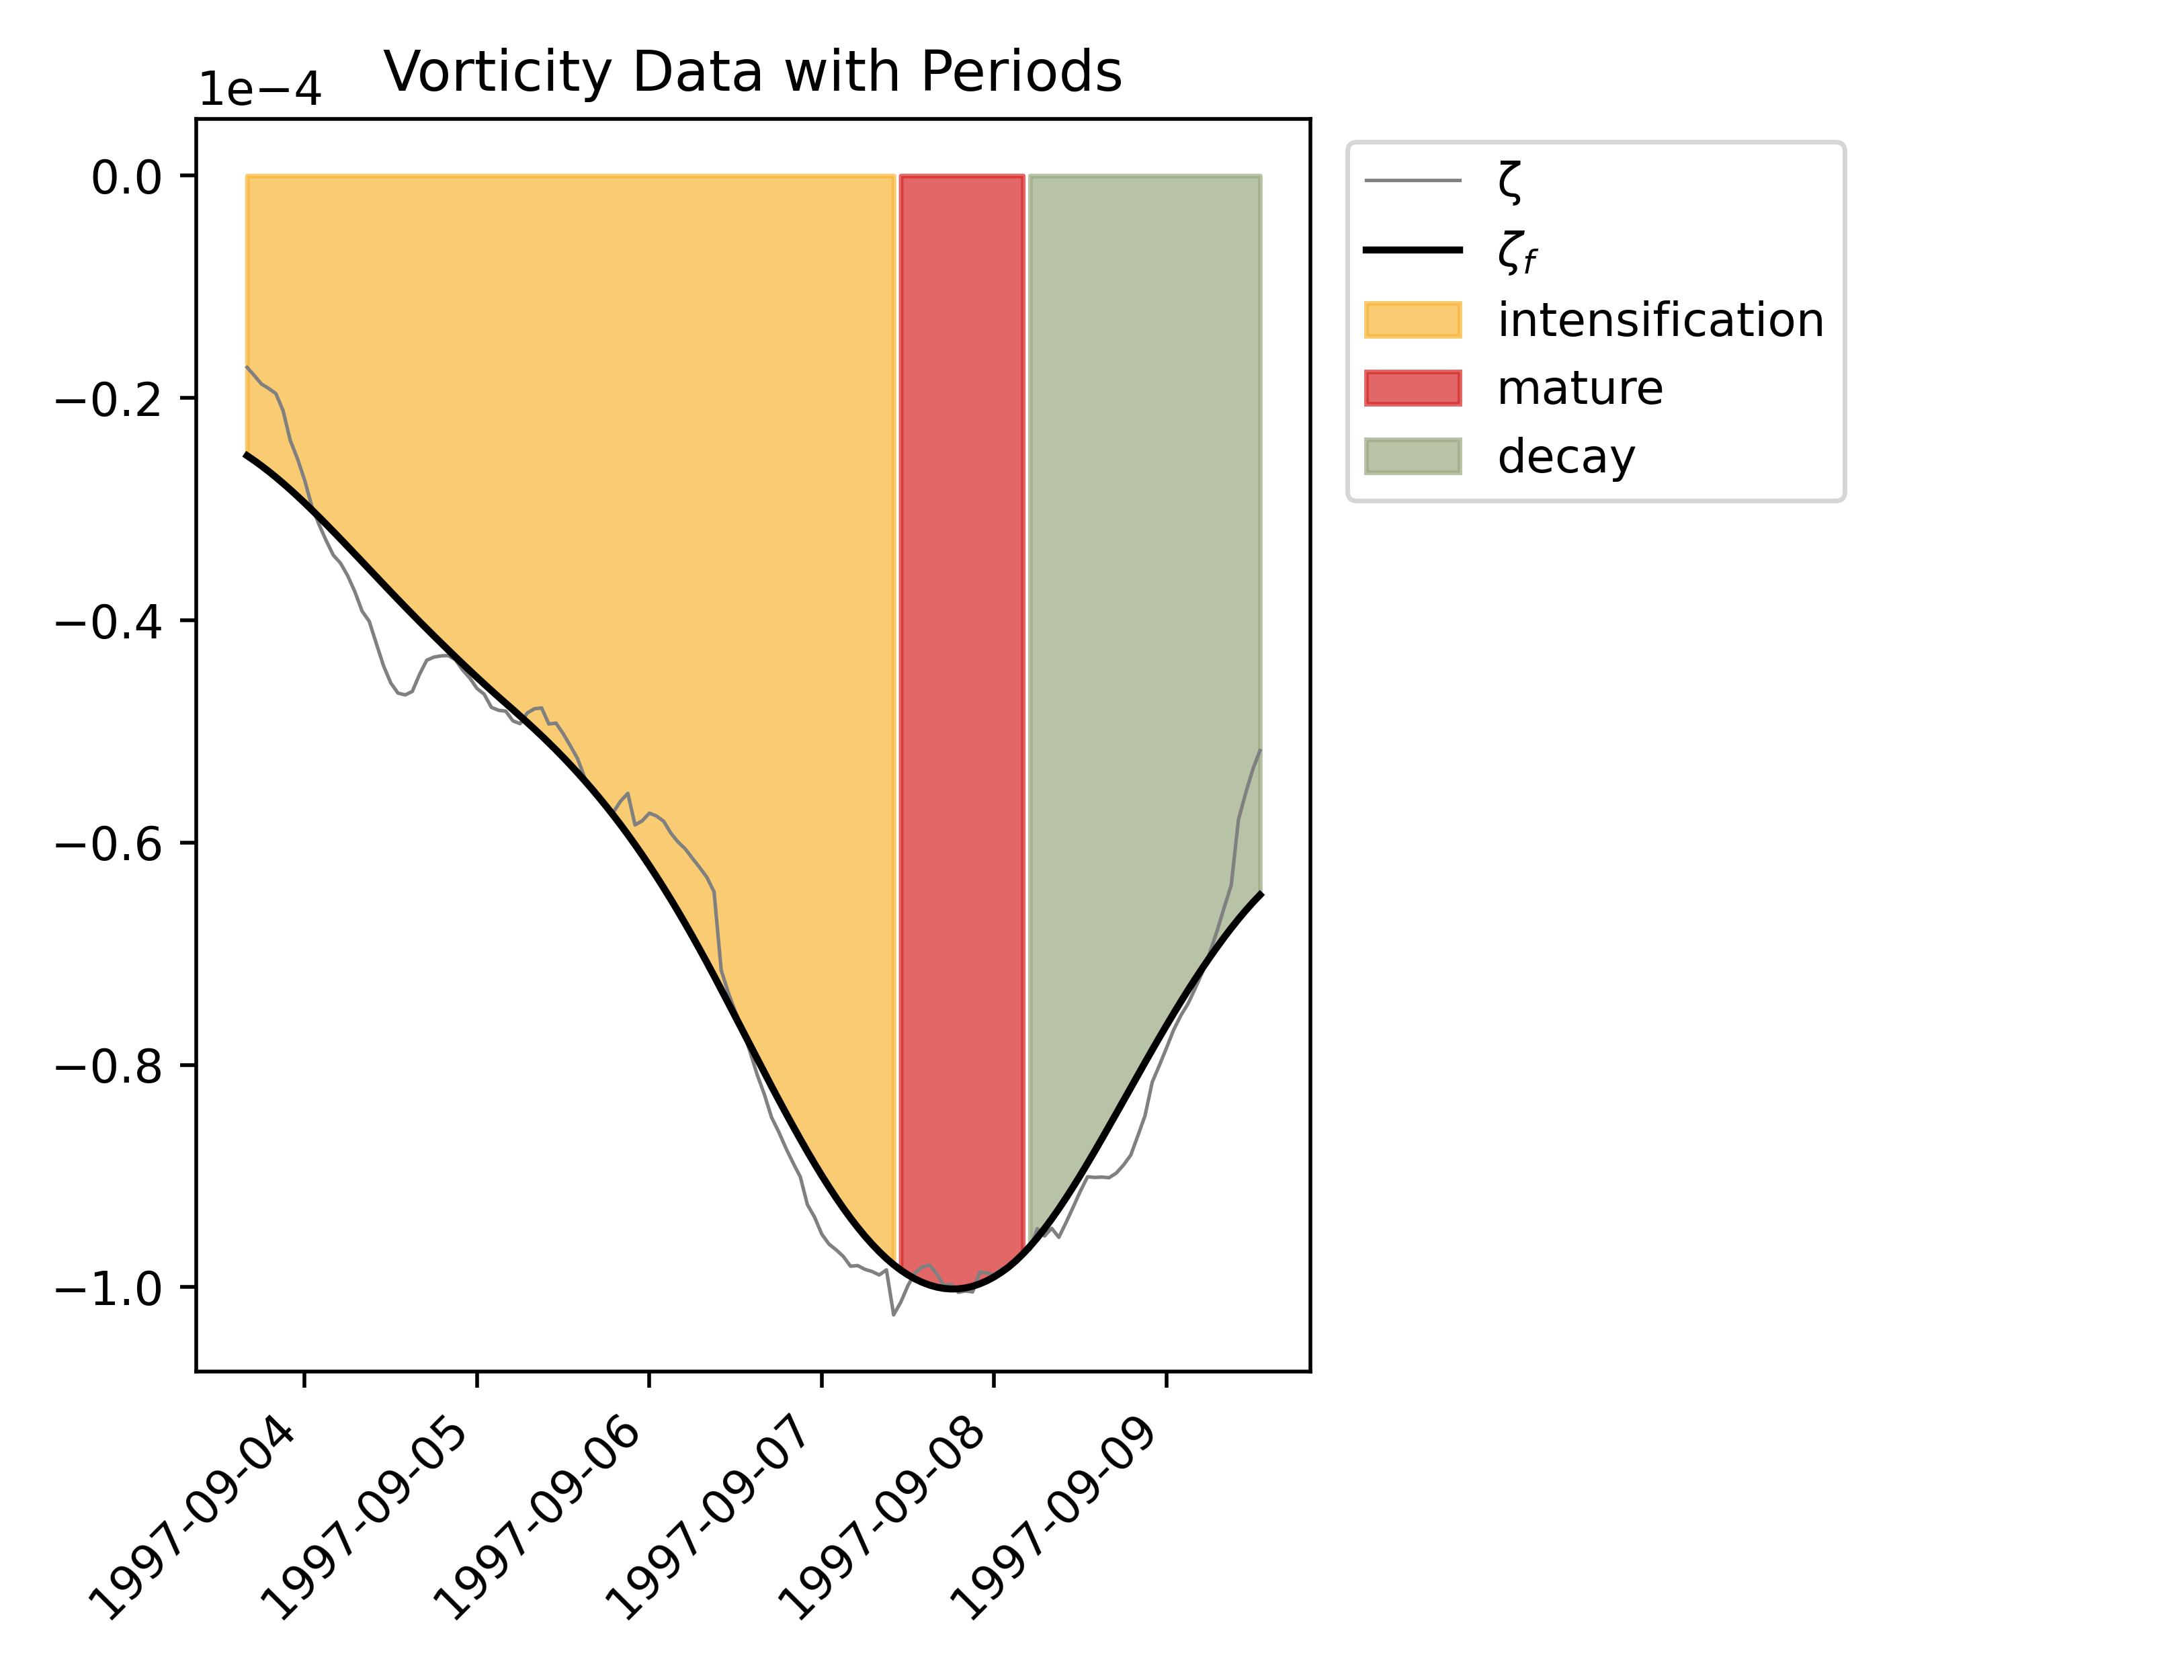 Vorticity Data with Periods
1e−4
0.0
−0.2
−0.4
−0.6
−0.8
−1.0
1997-09-04
1997-09-05
1997-09-06
1997-09-07
1997-09-08
1997-09-09
ζ
ζf
intensification
mature
decay